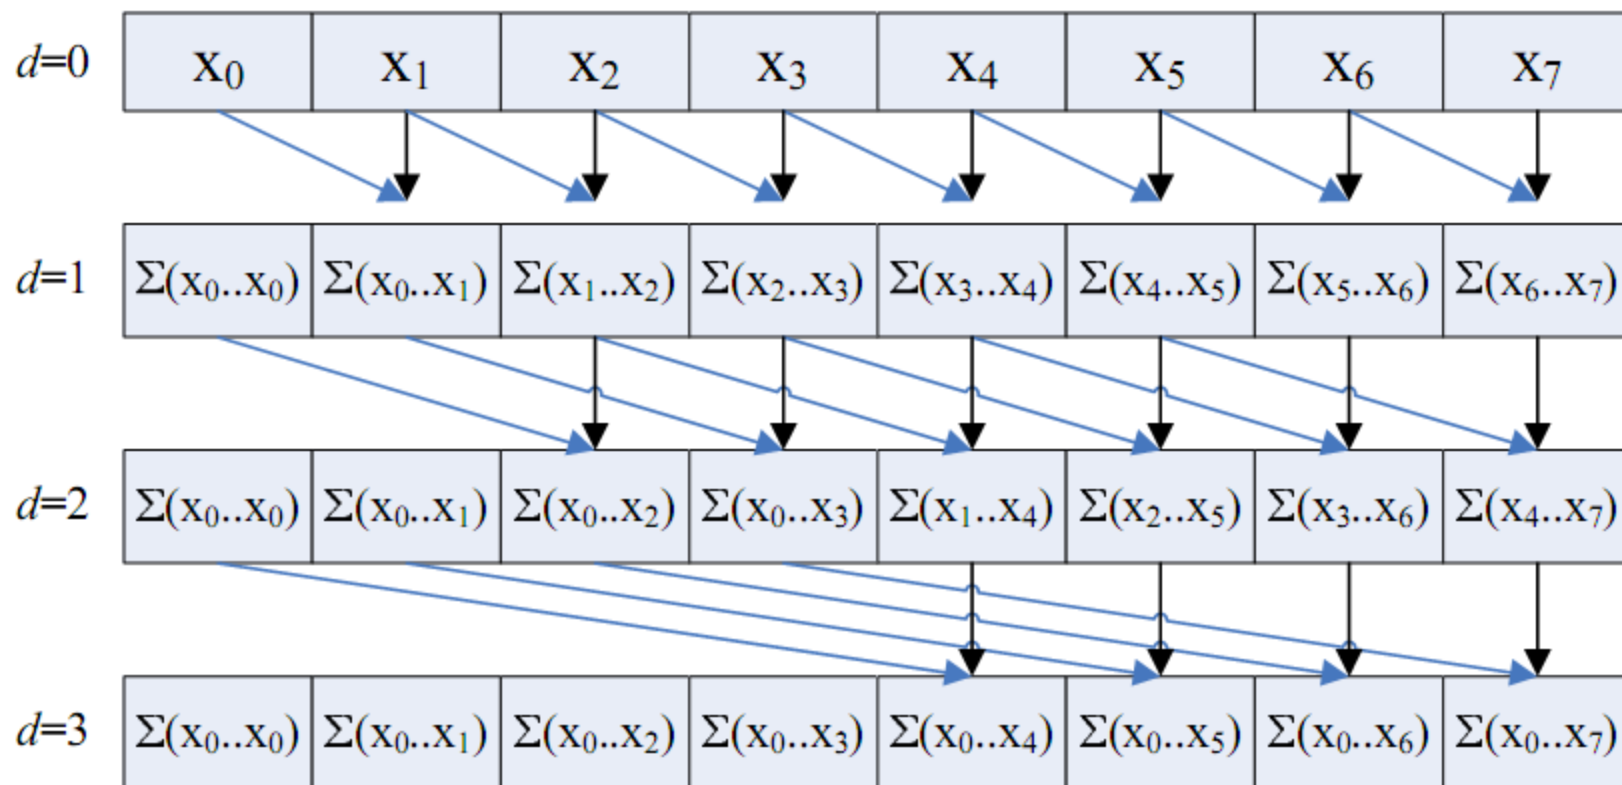 d=0 x₀ x₁ x₂ x₃ x₄ x₅ x₆ x₇
d=1 Σ(x₀..x₀) Σ(x₀..x₁) Σ(x₁..x₂) Σ(x₂..x₃) Σ(x₃..x₄) Σ(x₄..x₅) Σ(x₅..x₆) Σ(x₆..x₇)
d=2 Σ(x₀..x₀) Σ(x₀..x₁) Σ(x₀..x₂) Σ(x₀..x₃) Σ(x₁..x₄) Σ(x₂..x₅) Σ(x₃..x₆) Σ(x₄..x₇)
d=3 Σ(x₀..x₀) Σ(x₀..x₁) Σ(x₀..x₂) Σ(x₀..x₃) Σ(x₀..x₄) Σ(x₀..x₅) Σ(x₀..x₆) Σ(x₀..x₇)